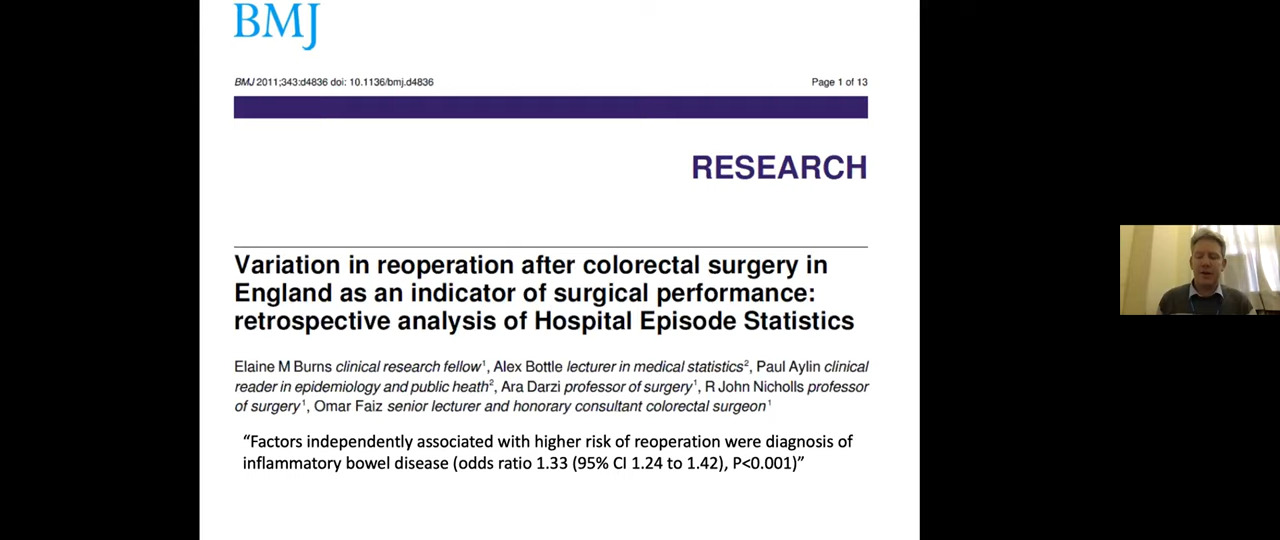 BMJ
BMJ 2011;343:d4836 doi: 10.1136/bmj.d4836 Page 1 of 13
RESEARCH
Variation in reoperation after colorectal surgery in
England as an indicator of surgical performance:
retrospective analysis of Hospital Episode Statistics
Elaine M Burns clinical research fellow¹, Alex Bottle lecturer in medical statistics², Paul Aylin clinical
reader in epidemiology and public heath², Ara Darzi professor of surgery¹, R John Nicholls professor
of surgery¹, Omar Faiz senior lecturer and honorary consultant colorectal surgeon¹
“Factors independently associated with higher risk of reoperation were diagnosis of
inflammatory bowel disease (odds ratio 1.33 (95% CI 1.24 to 1.42), P<0.001)”